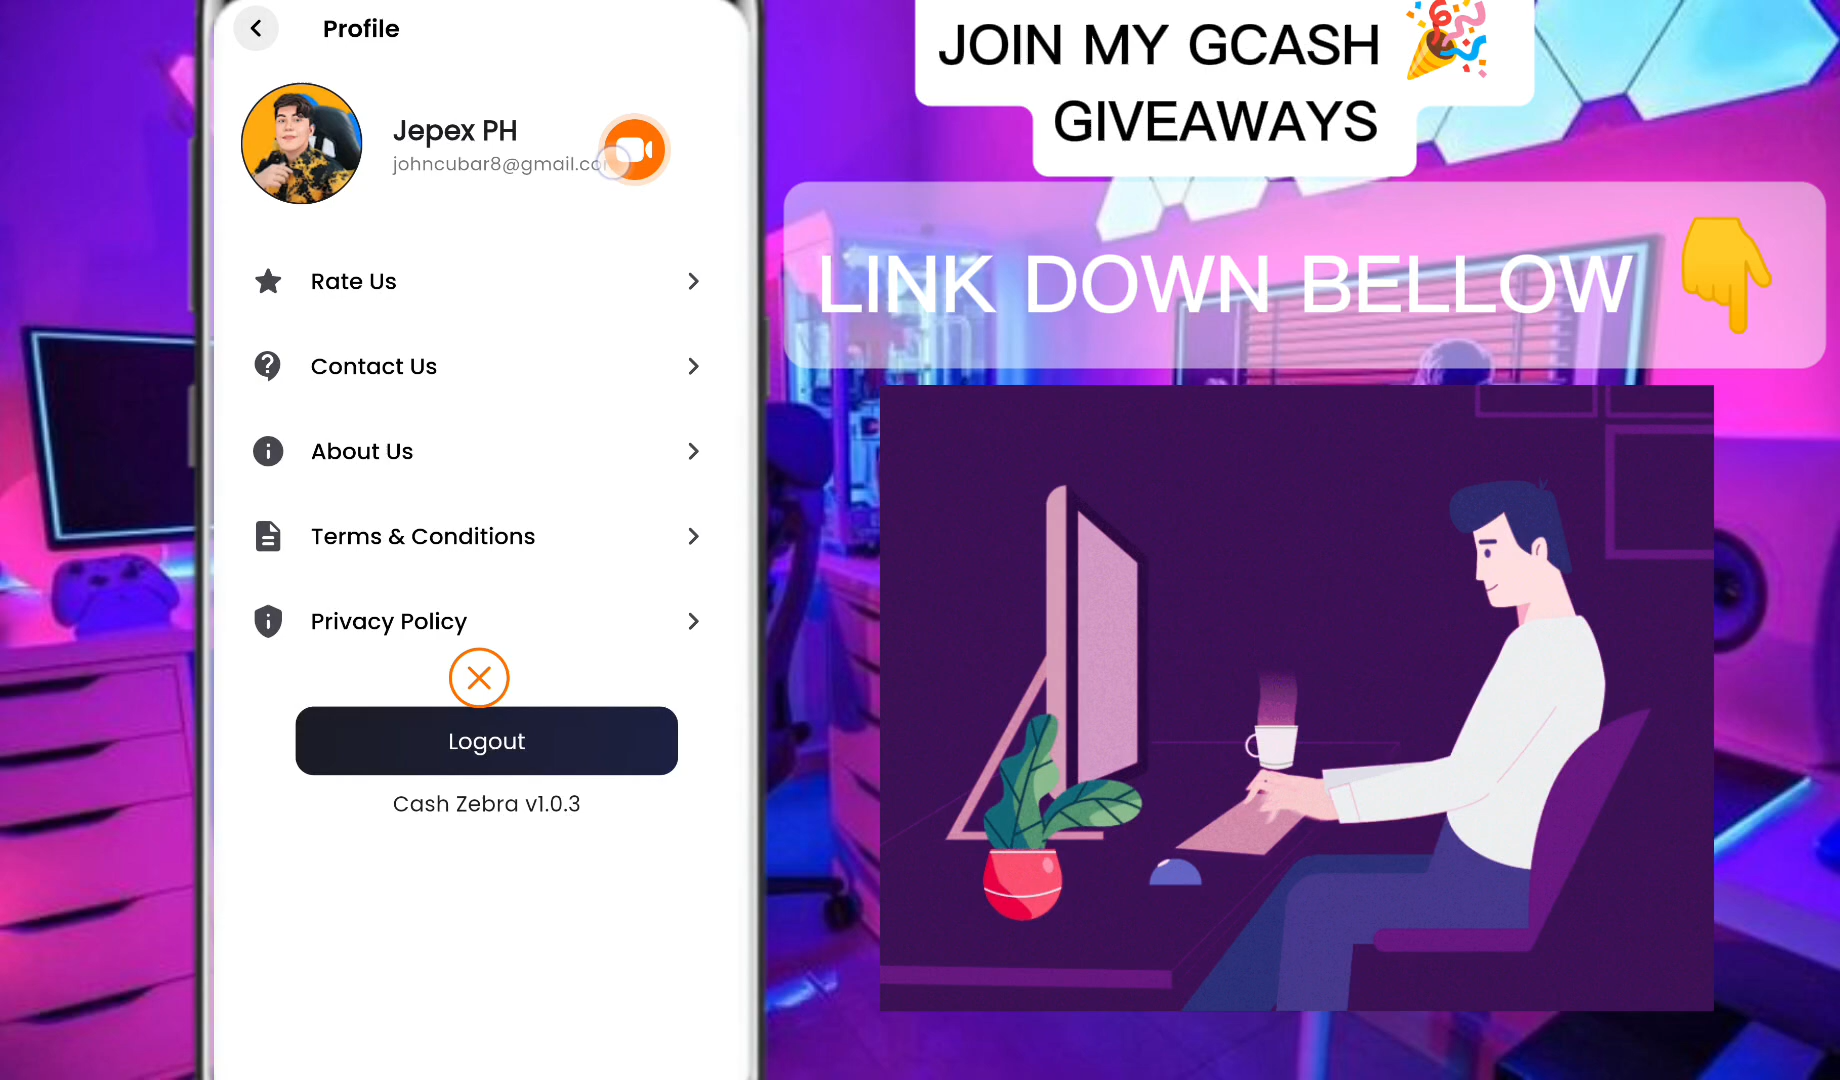 Profile
Jepex PH
johncubar8@gmail.co
Rate Us
Contact Us
About Us
Terms & Conditions
Privacy Policy
Logout
Cash Zebra v1.0.3
JOIN MY GCASH 🎉
GIVEAWAYS
LINK DOWN BELLOW 👇